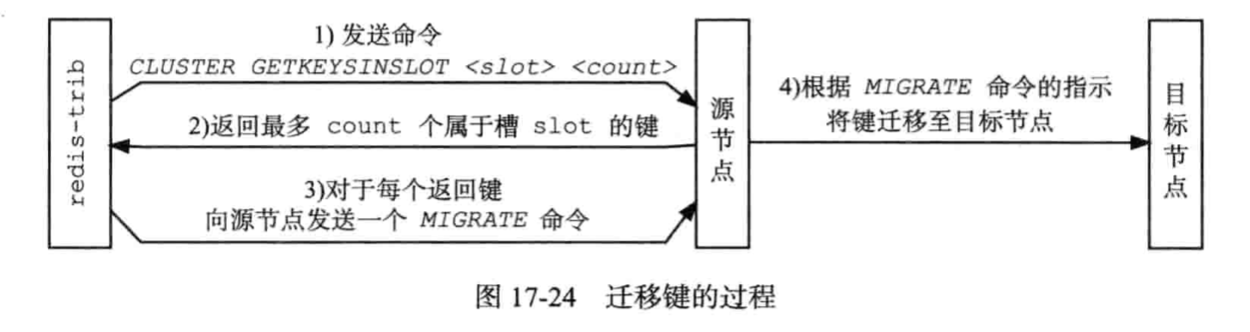 redis-trib
1) 发送命令
CLUSTER GETKEYSINSLOT <slot> <count>
2)返回最多 count 个属于槽 slot 的键
3)对于每个返回键
向源节点发送一个 MIGRATE 命令
源节点
4)根据 MIGRATE 命令的指示
将键迁移至目标节点
目标节点
图 17-24 迁移键的过程